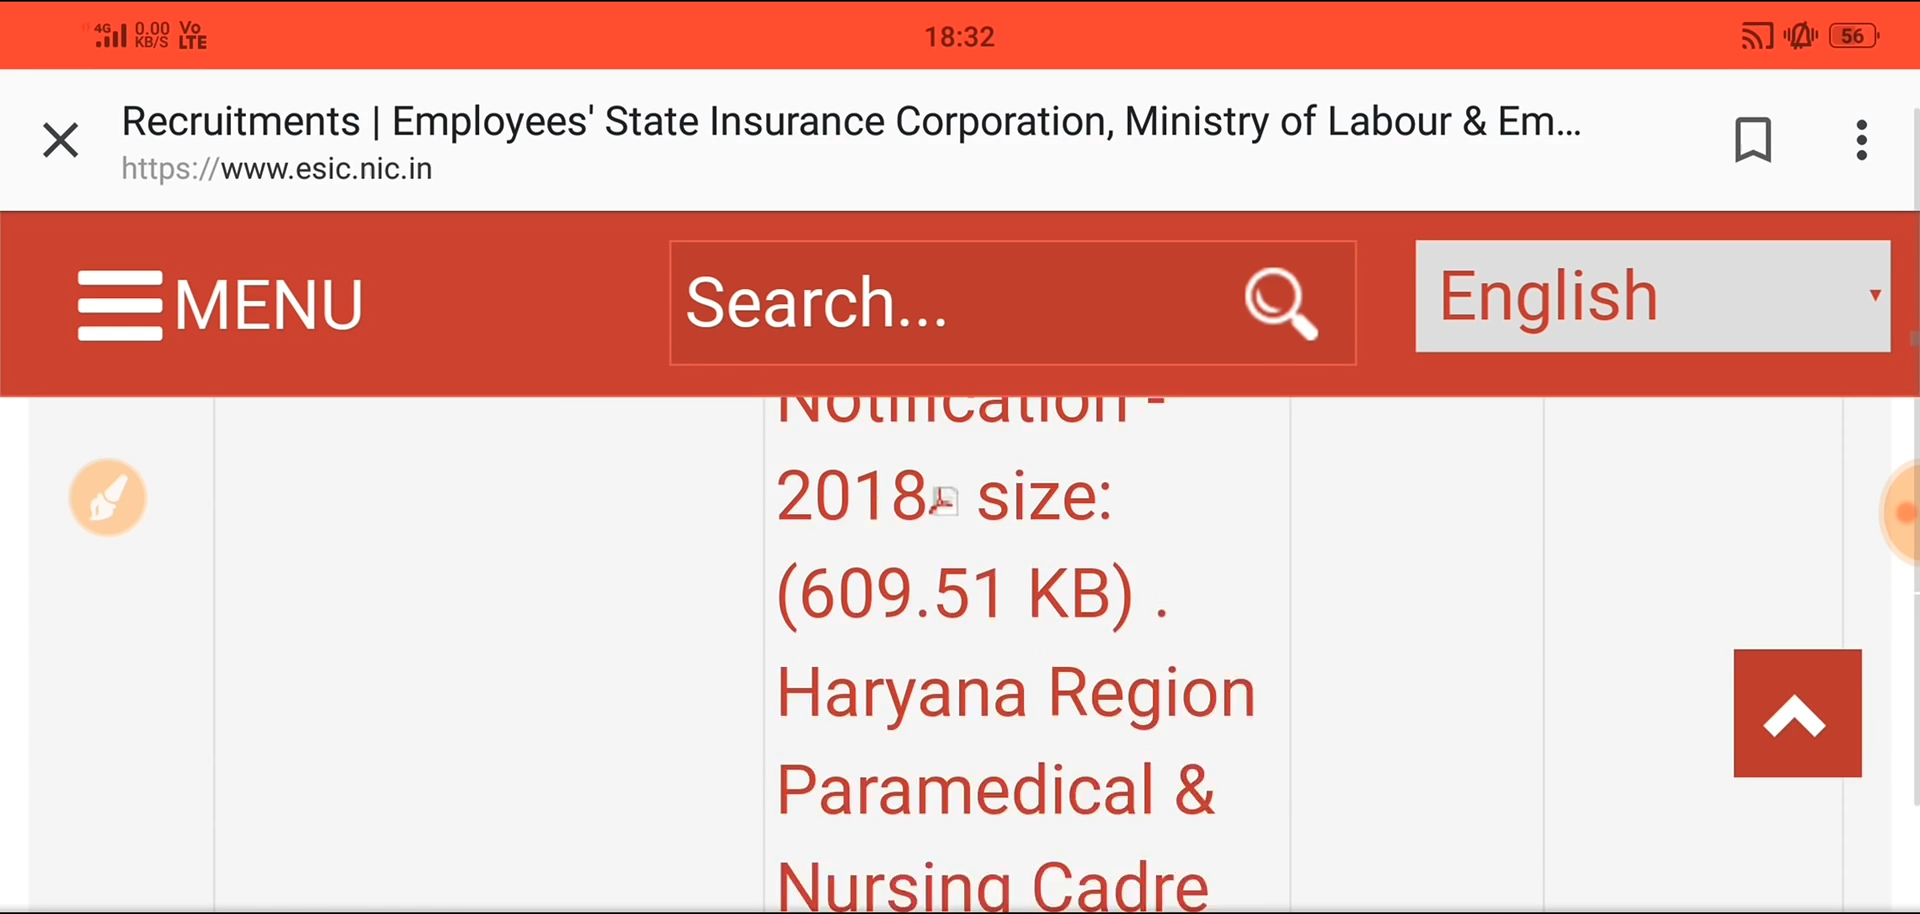 4G 0.00 KB/S Vo LTE 18:32 56
Recruitments | Employees' State Insurance Corporation, Ministry of Labour & Em...
https://www.esic.nic.in
MENU Search... English
Notification -
2018 size:
(609.51 KB) .
Haryana Region
Paramedical &
Nursing Cadre